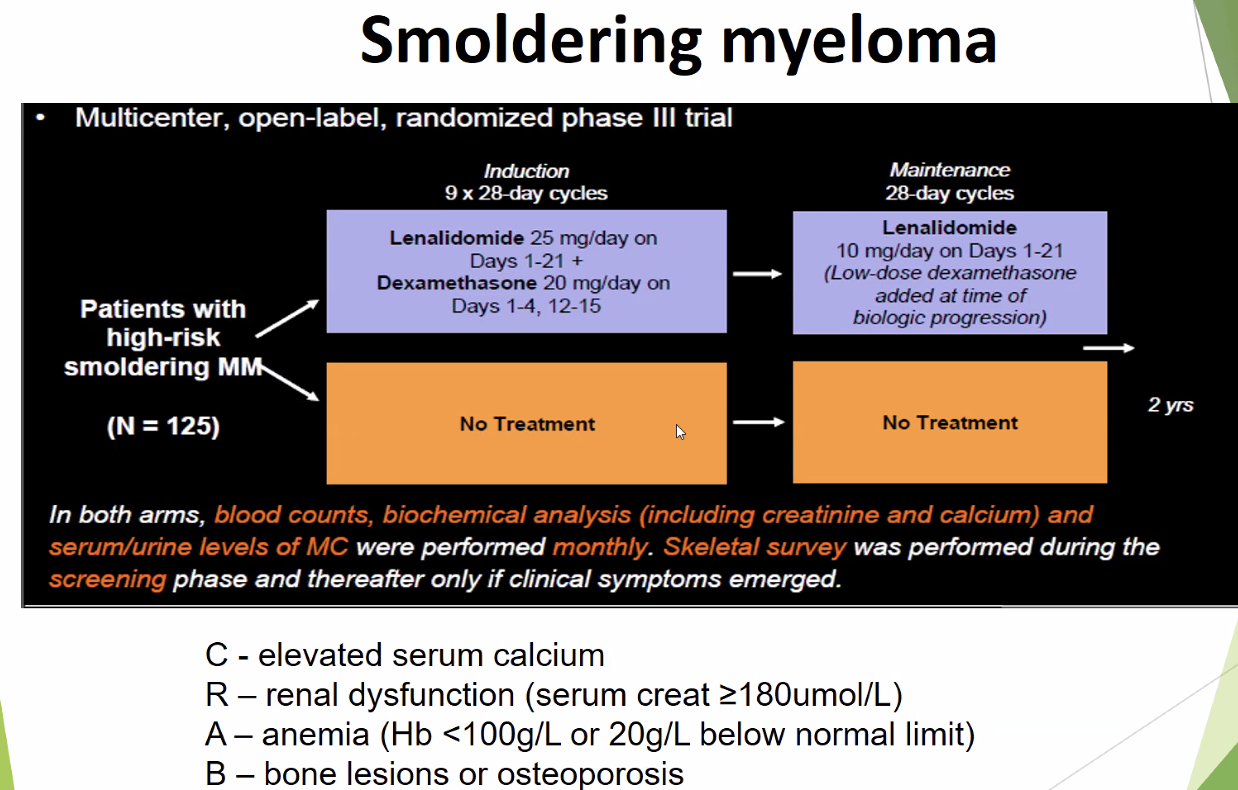 Smoldering myeloma
• Multicenter, open-label, randomized phase III trial
Induction
9 x 28-day cycles
Maintenance
28-day cycles
Lenalidomide 25 mg/day on
Days 1-21 +
Dexamethasone 20 mg/day on
Days 1-4, 12-15
Lenalidomide
10 mg/day on Days 1-21
(Low-dose dexamethasone
added at time of
biologic progression)
Patients with
high-risk
smoldering MM
(N = 125)
No Treatment
No Treatment
2 yrs
In both arms, blood counts, biochemical analysis (including creatinine and calcium) and
serum/urine levels of MC were performed monthly. Skeletal survey was performed during the
screening phase and thereafter only if clinical symptoms emerged.
C - elevated serum calcium
R – renal dysfunction (serum creat ≥180umol/L)
A – anemia (Hb <100g/L or 20g/L below normal limit)
B – bone lesions or osteoporosis